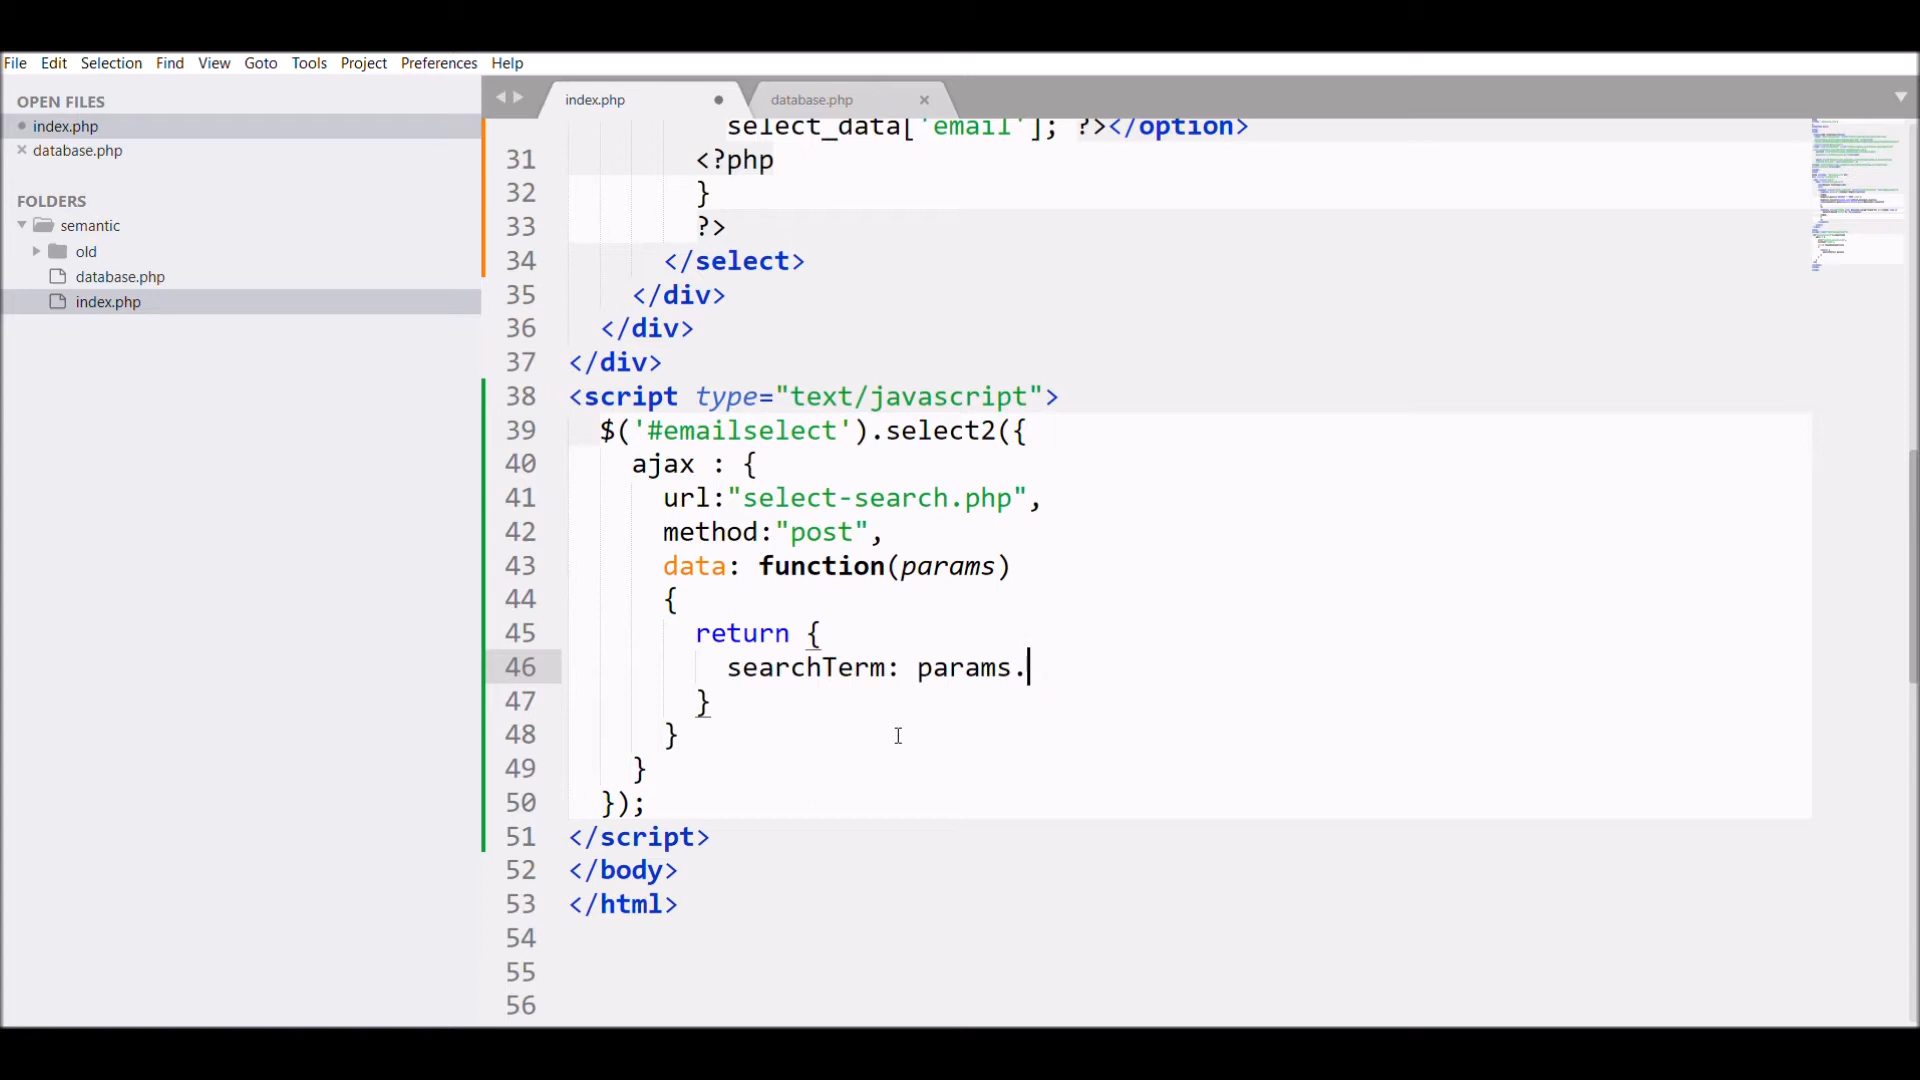 File Edit Selection Find View Goto Tools Project Preferences Help
OPEN FILES
index.php
database.php
FOLDERS
semantic
old
database.php
index.php
index.php database.php
select_data['email']; ?></option>
31 <?php
32 }
33 ?>
34 </select>
35 </div>
36 </div>
37 </div>
38 <script type="text/javascript">
39 $('#emailselect').select2({
40 ajax : {
41 url:"select-search.php",
42 method:"post",
43 data: function(params)
44 {
45 return {
46 searchTerm: params.
47 }
48 }
49 }
50 });
51 </script>
52 </body>
53 </html>
54
55
56